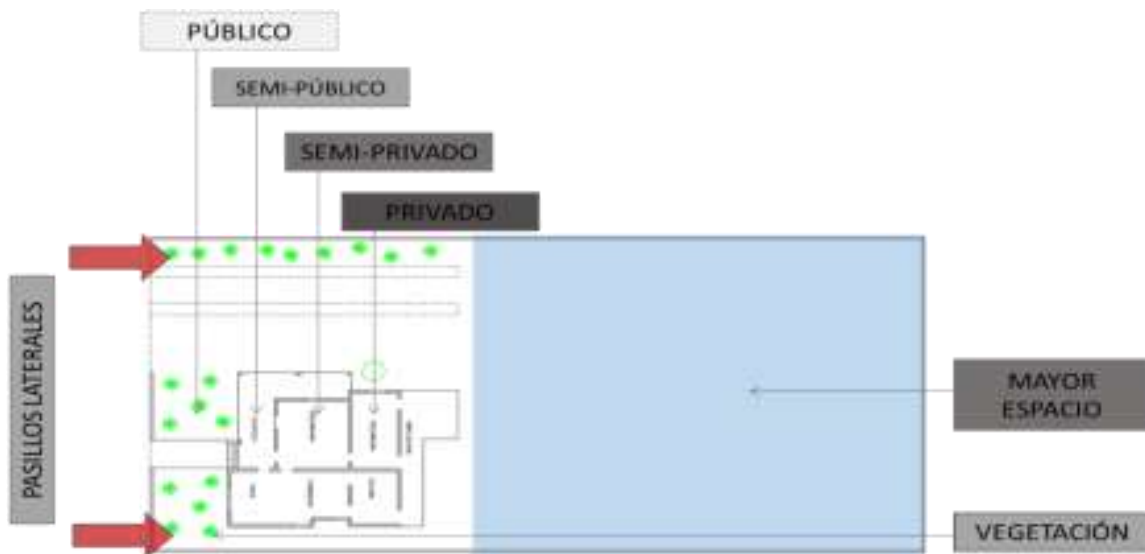 PÚBLICO
SEMI-PÚBLICO
SEMI-PRIVADO
PRIVADO
PASILLOS LATERALES
MAYOR
ESPACIO
VEGETACIÓN